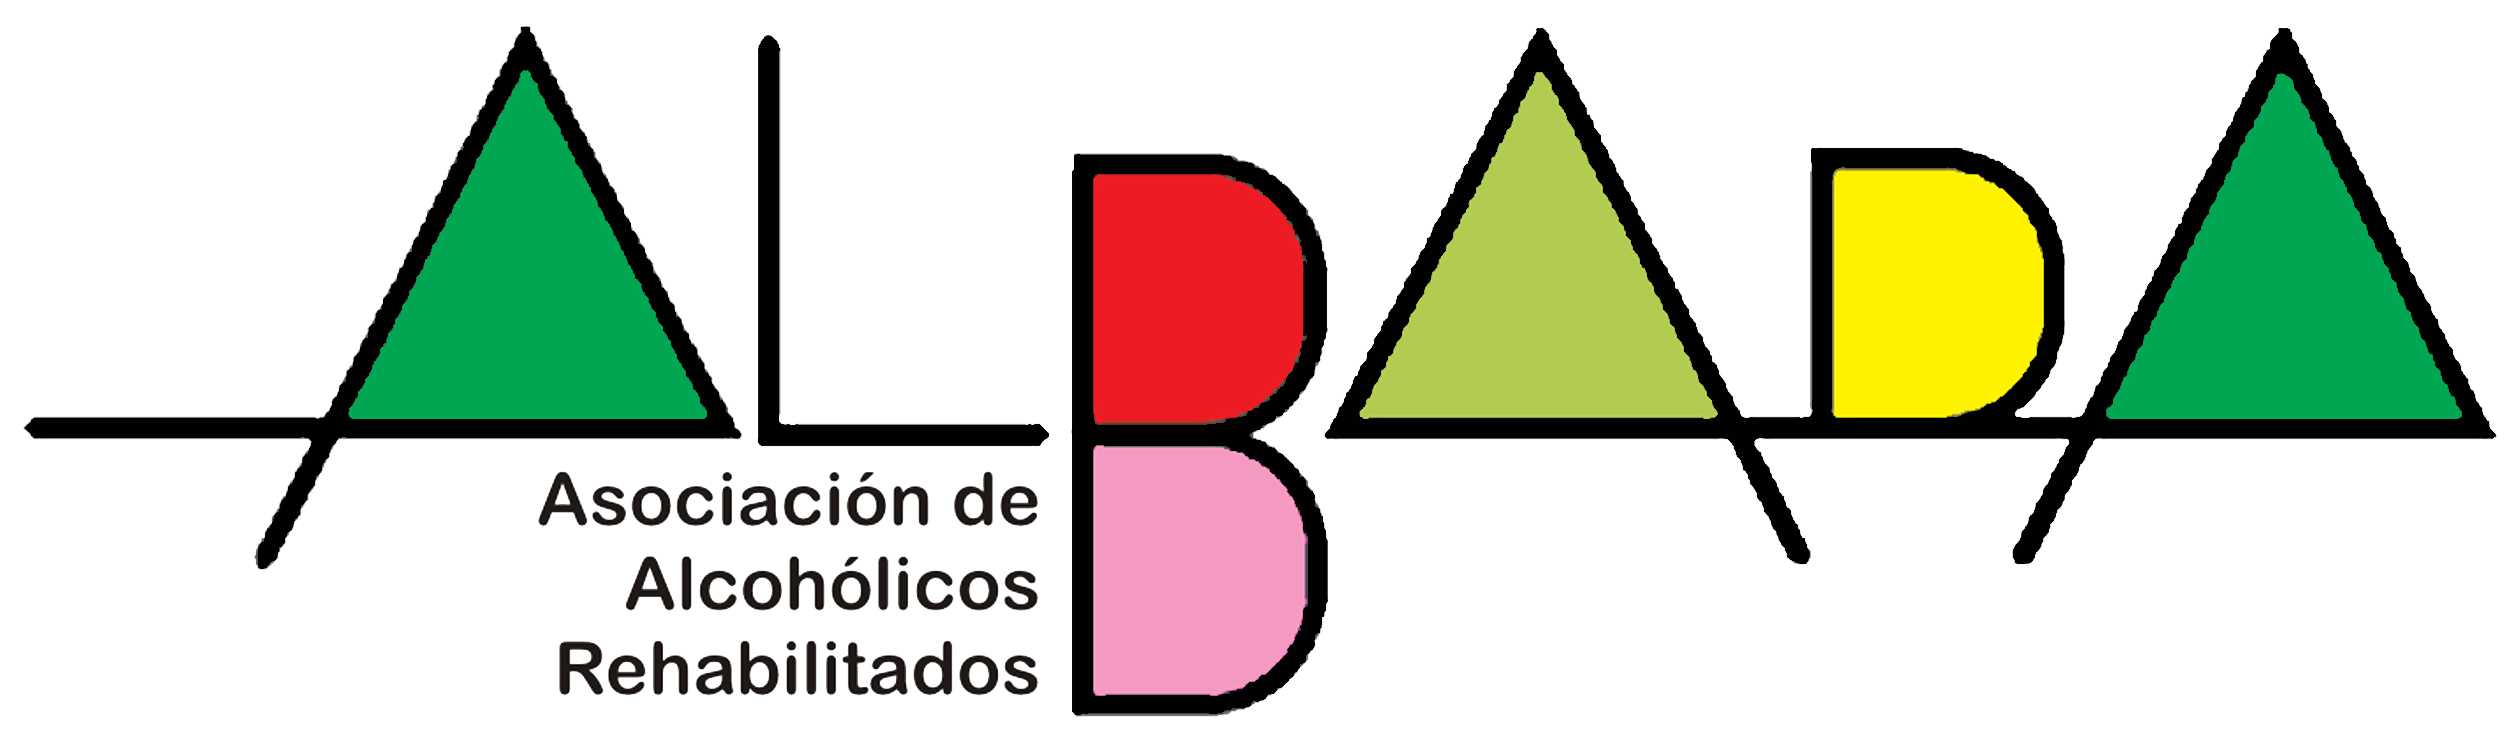 ALBADA
Asociación de
Alcohólicos
Rehabilitados